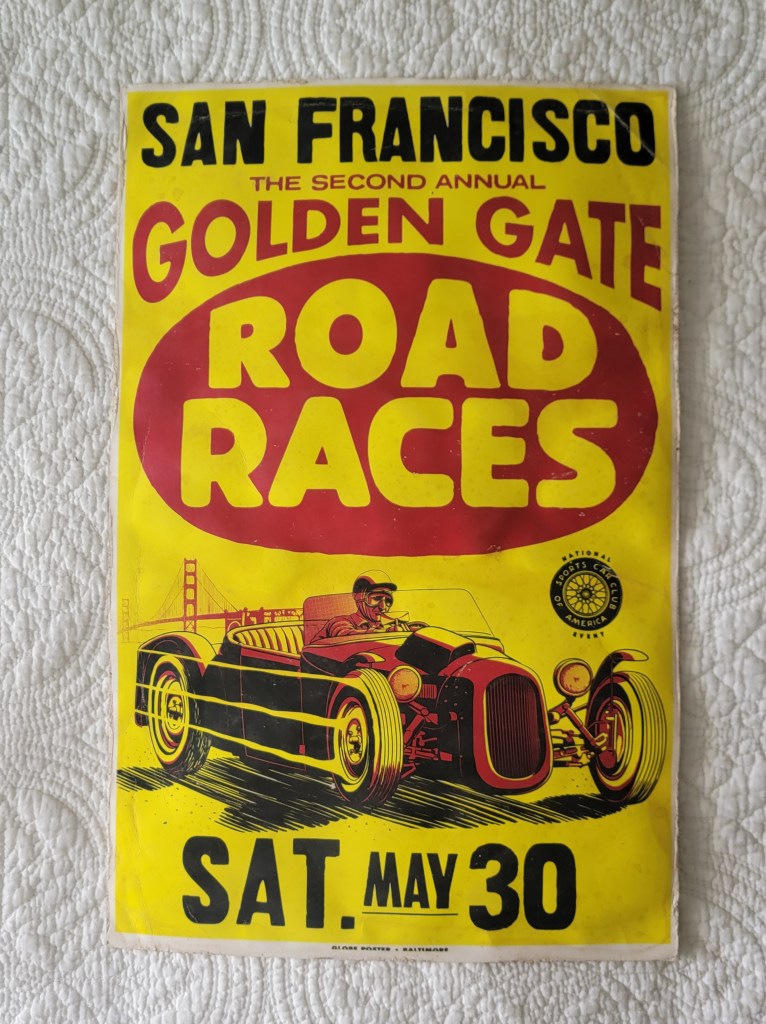 SAN FRANCISCO
THE SECOND ANNUAL
GOLDEN GATE
ROAD
RACES
NATIONAL
SPORTS CAR CLUB
OF AMERICA
EVENT
SAT. MAY 30
GLOBE POSTER • BALTIMORE